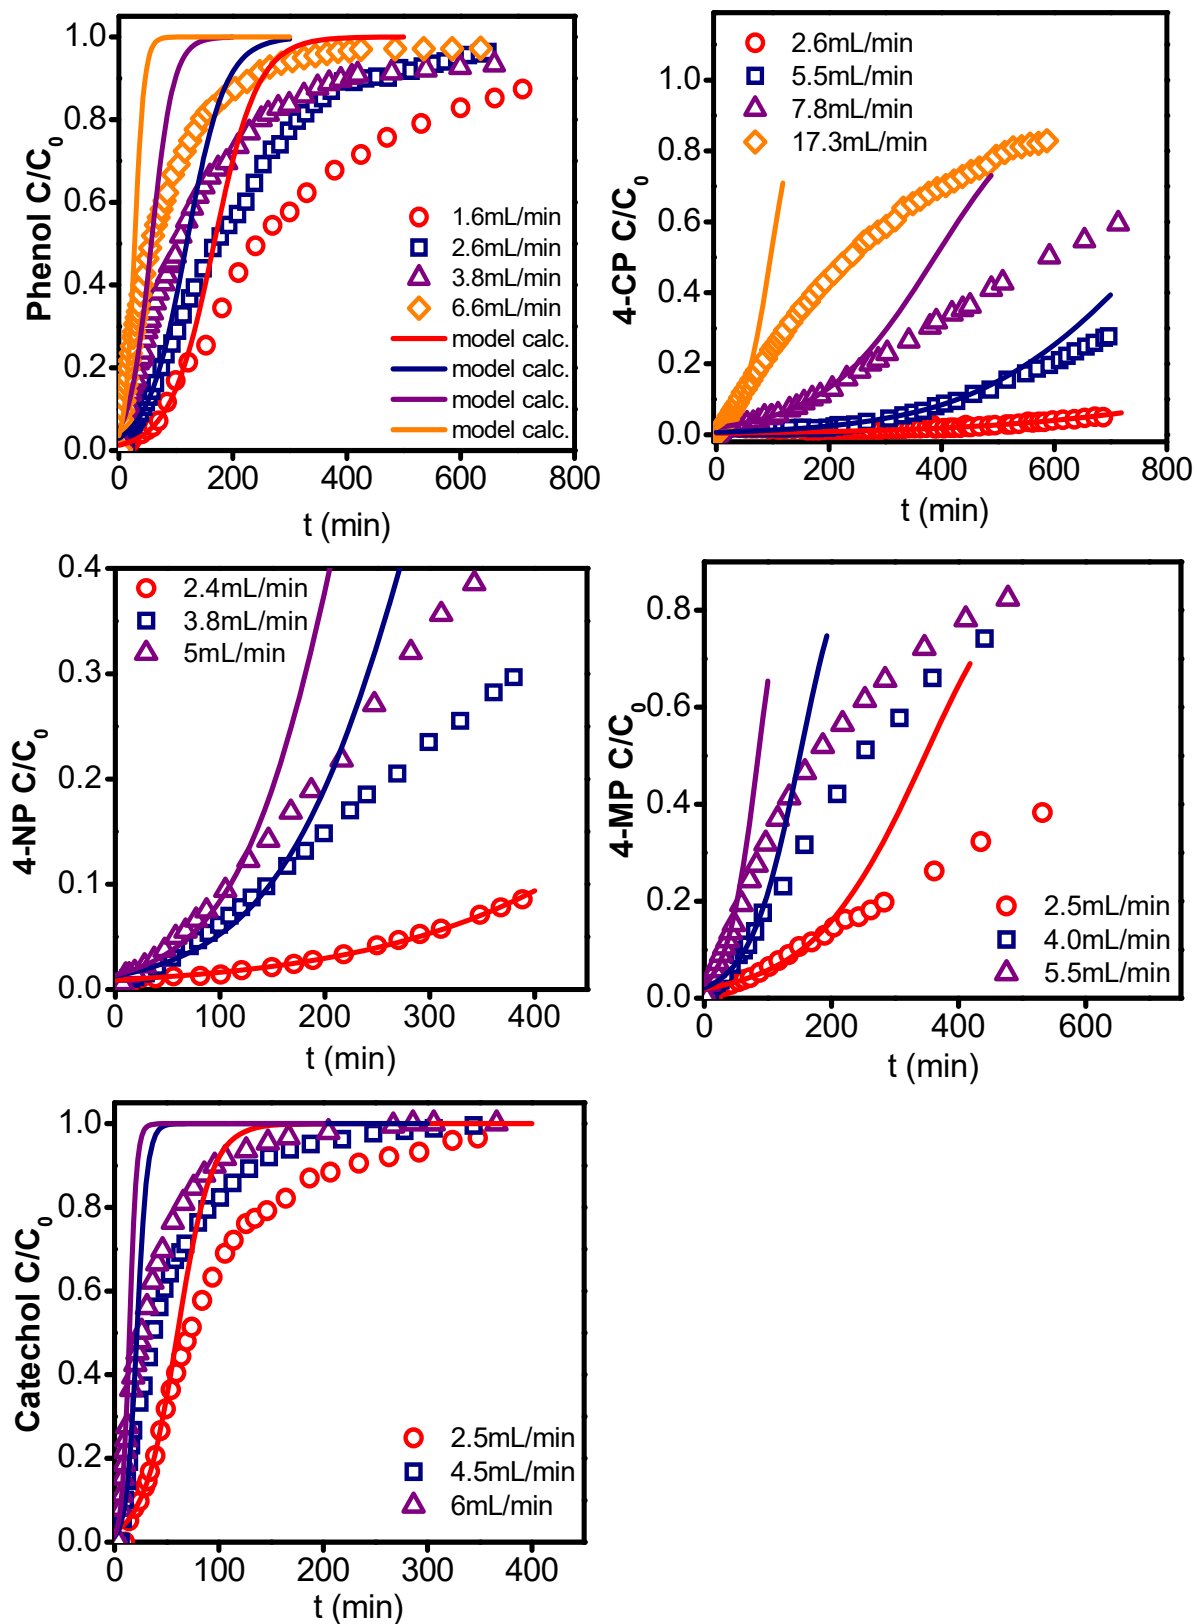 Phenol C/C0
1.0
0.8
0.6
0.4
0.2
0.0
1.6mL/min
2.6mL/min
3.8mL/min
6.6mL/min
model calc.
model calc.
model calc.
model calc.
0 200 400 600 800
t (min)
4-CP C/C0
1.0
0.8
0.6
0.4
0.2
0.0
2.6mL/min
5.5mL/min
7.8mL/min
17.3mL/min
0 200 400 600 800
t (min)
4-NP C/C0
0.4
0.3
0.2
0.1
0.0
2.4mL/min
3.8mL/min
5mL/min
0 100 200 300 400
t (min)
4-MP C/C0
0.8
0.6
0.4
0.2
0.0
2.5mL/min
4.0mL/min
5.5mL/min
0 200 400 600
t (min)
Catechol C/C0
1.0
0.8
0.6
0.4
0.2
0.0
2.5mL/min
4.5mL/min
6mL/min
0 100 200 300 400
t (min)